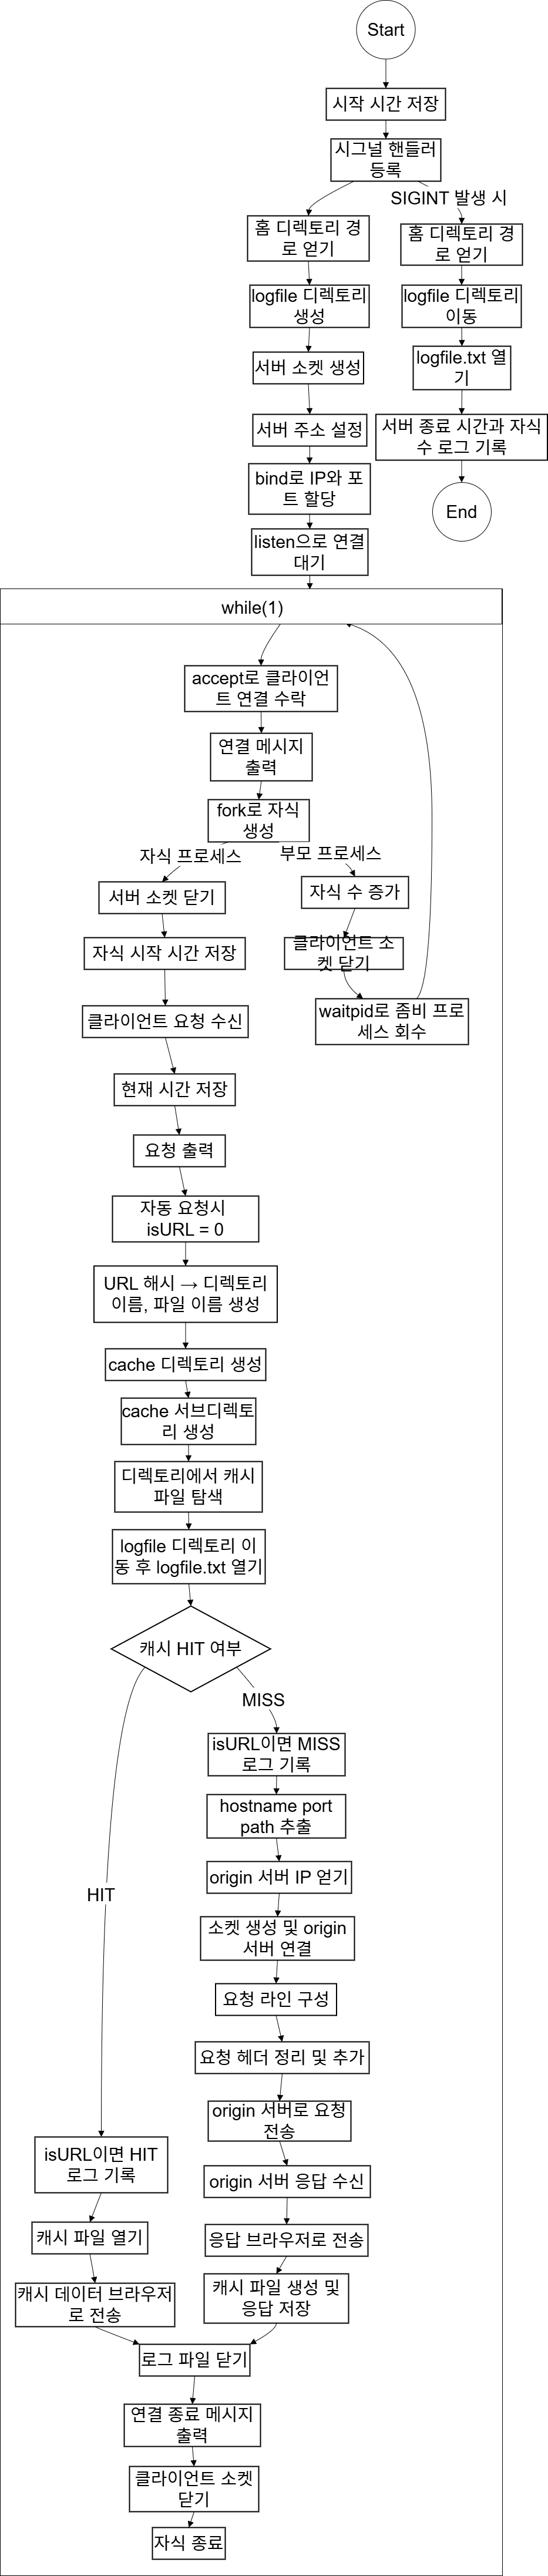 Start
시작 시간 저장
시그널 핸들러
등록
SIGINT 발생 시
홈 디렉토리 경
로 얻기
홈 디렉토리 경
로 얻기
logfile 디렉토리
생성
logfile 디렉토리
이동
서버 소켓 생성
logfile.txt 열
기
서버 주소 설정
서버 종료 시간과 자식
수 로그 기록
bind로 IP와 포
트 할당
End
listen으로 연결
대기
while(1)
accept로 클라이언
트 연결 수락
연결 메시지
출력
fork로 자식
생성
자식 프로세스
부모 프로세스
서버 소켓 닫기
자식 수 증가
자식 시작 시간 저장
클라이언트 소
켓 닫기
클라이언트 요청 수신
waitpid로 좀비 프로
세스 회수
현재 시간 저장
요청 출력
자동 요청시
isURL = 0
URL 해시 → 디렉토리
이름, 파일 이름 생성
cache 디렉토리 생성
cache 서브디렉토
리 생성
디렉토리에서 캐시
파일 탐색
logfile 디렉토리 이
동 후 logfile.txt 열기
캐시 HIT 여부
MISS
isURL이면 MISS
로그 기록
hostname port
path 추출
origin 서버 IP 얻기
HIT
소켓 생성 및 origin
서버 연결
요청 라인 구성
요청 헤더 정리 및 추가
origin 서버로 요청
전송
isURL이면 HIT
로그 기록
origin 서버 응답 수신
캐시 파일 열기
응답 브라우저로 전송
캐시 데이터 브라우저
로 전송
캐시 파일 생성 및
응답 저장
로그 파일 닫기
연결 종료 메시지
출력
클라이언트 소켓
닫기
자식 종료